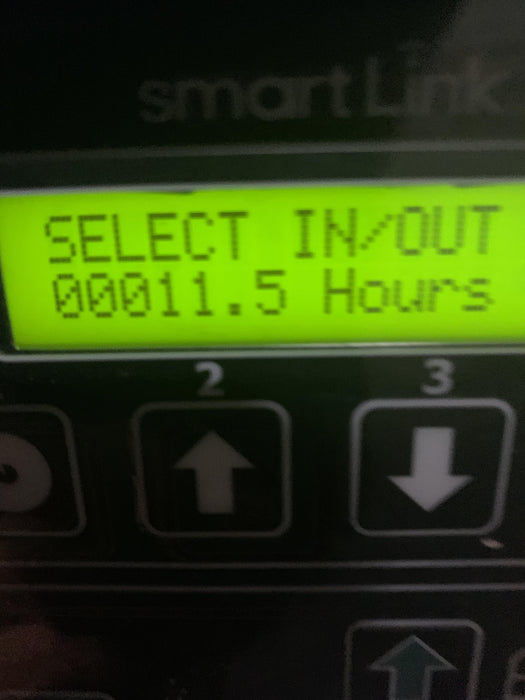 smartLink
SELECT IN/OUT
00011.5 Hours
2 3